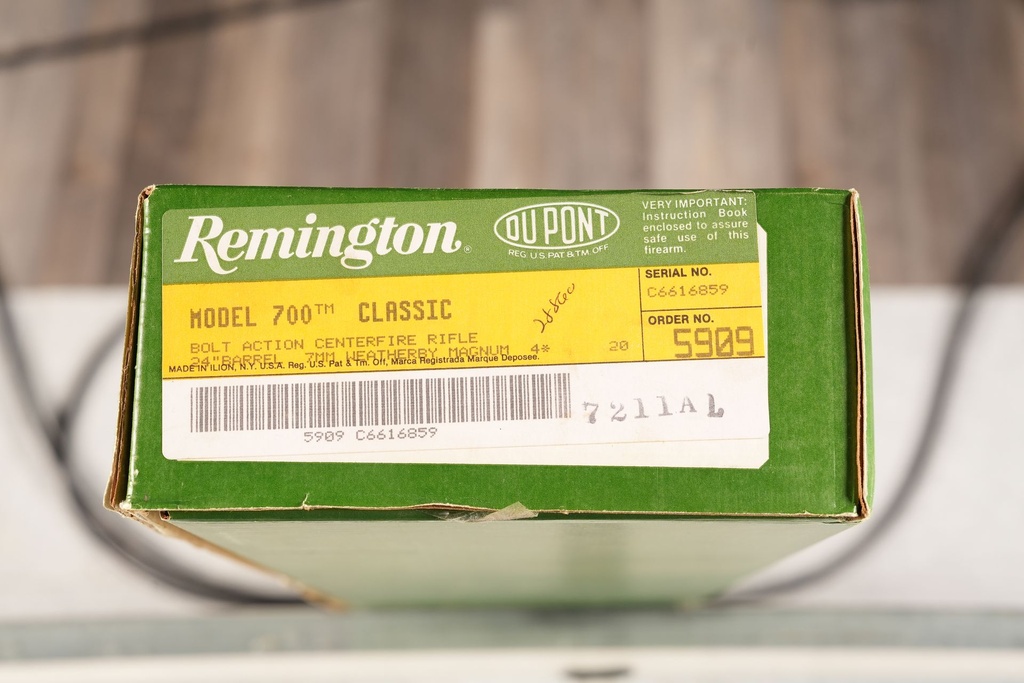 Remington®
DU PONT
REG. U.S. PAT & TM. OFF
VERY IMPORTANT:
Instruction Book
enclosed to assure
safe use of this
firearm.
MODEL 700™ CLASSIC
BOLT ACTION CENTERFIRE RIFLE
24"BARREL 7MM WEATHERBY MAGNUM 4* 20
MADE IN ILION, N.Y. U.S.A. Reg. U.S. Pat & Tm. Off, Marca Registrada Marque Deposee.
SERIAL NO.
C6616859
ORDER NO.
5909
5909 C6616859
7211AL